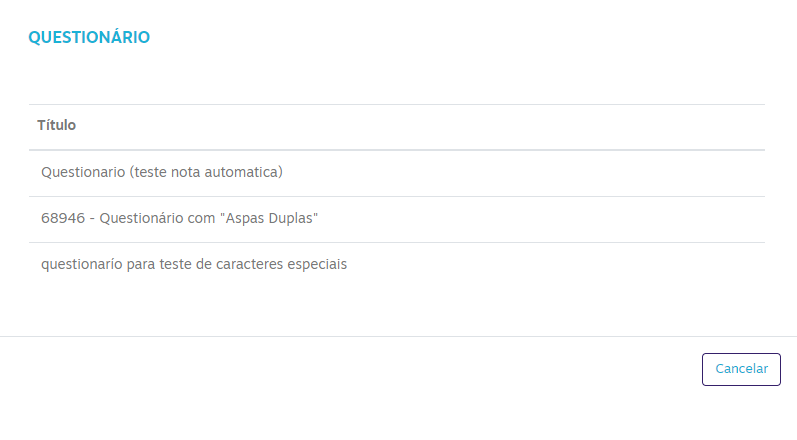 QUESTIONÁRIO
Título
Questionario (teste nota automatica)
68946 - Questionário com "Aspas Duplas"
questionarío para teste de caracteres especiais
Cancelar